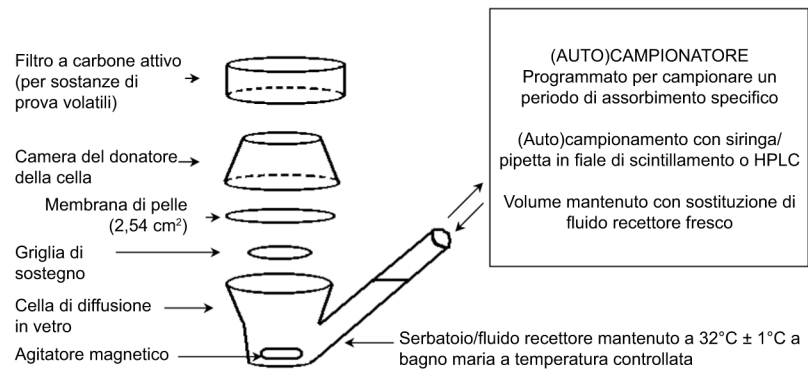 Filtro a carbone attivo
(per sostanze di
prova volatili)
Camera del donatore
della cella
Membrana di pelle
(2,54 cm²)
Griglia di
sostegno
Cella di diffusione
in vetro
Agitatore magnetico
(AUTO)CAMPIONATORE
Programmato per campionare un
periodo di assorbimento specifico
(Auto)campionamento con siringa/
pipetta in fiale di scintillamento o HPLC
Volume mantenuto con sostituzione di
fluido recettore fresco
Serbatoio/fluido recettore mantenuto a 32°C ± 1°C a
bagno maria a temperatura controllata